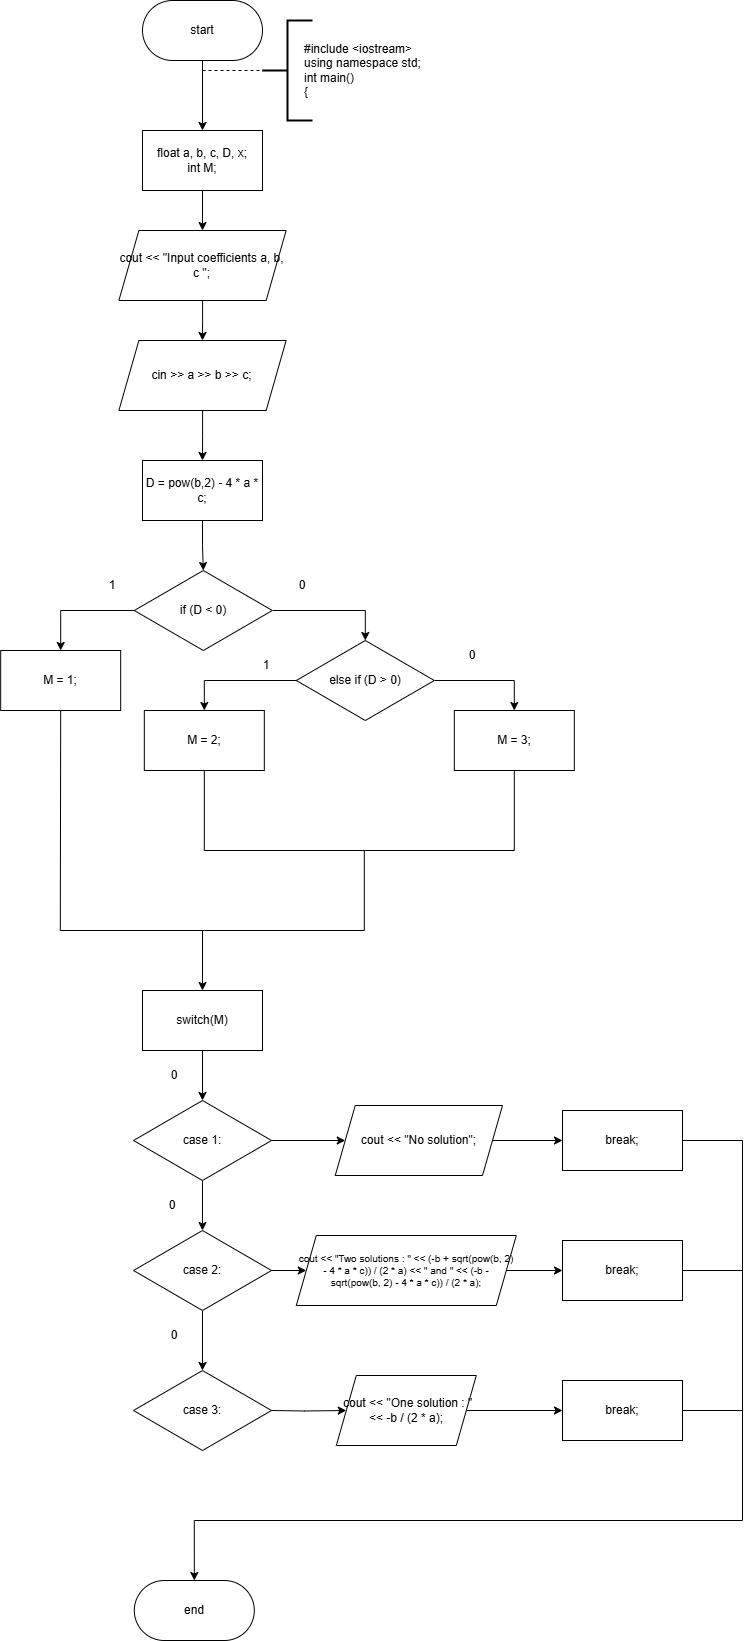 start
#include <iostream>
using namespace std;
int main()
{
float a, b, c, D, x;
int M;
cout << "Input coefficients a, b,
c ";
cin >> a >> b >> c;
D = pow(b,2) - 4 * a *
c;
1
0
if (D < 0)
1
0
else if (D > 0)
M = 1;
M = 2;
M = 3;
switch(M)
0
case 1:
cout << "No solution";
break;
0
case 2:
cout << "Two solutions : " << (-b + sqrt(pow(b, 2)
- 4 * a * c)) / (2 * a) << " and " << (-b -
sqrt(pow(b, 2) - 4 * a * c)) / (2 * a);
break;
0
case 3:
cout << "One solution : "
<< -b / (2 * a);
break;
end